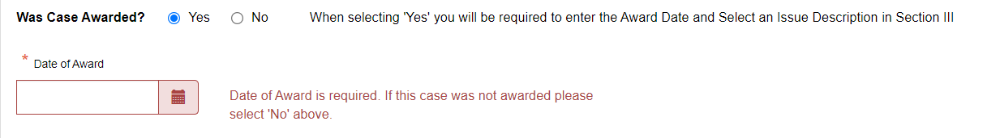 Was Case Awarded? Yes No When selecting 'Yes' you will be required to enter the Award Date and Select an Issue Description in Section III
* Date of Award
Date of Award is required. If this case was not awarded please
select 'No' above.